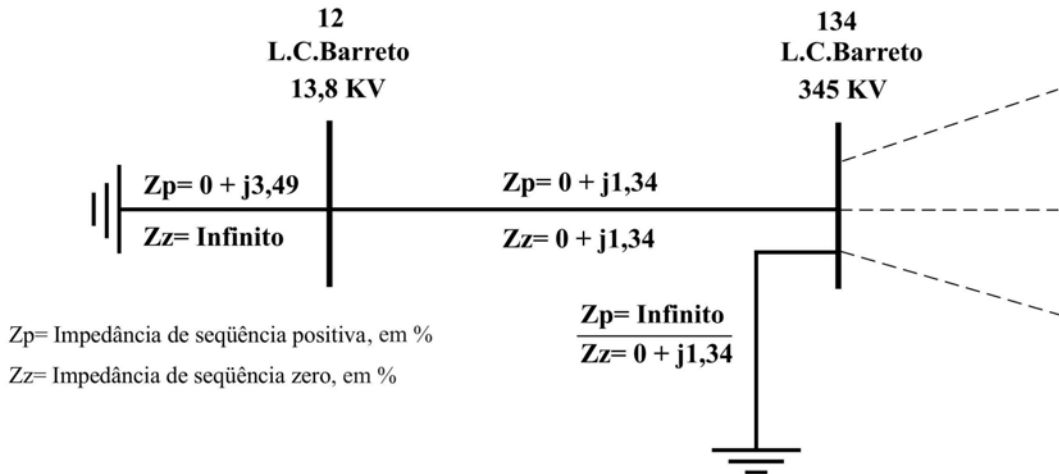 12
L.C.Barreto
13,8 KV
134
L.C.Barreto
345 KV
Zp= 0 + j3,49
Zz= Infinito
Zp= 0 + j1,34
Zz= 0 + j1,34
Zp= Infinito
Zz= 0 + j1,34
Zp= Impedância de seqüência positiva, em %
Zz= Impedância de seqüência zero, em %